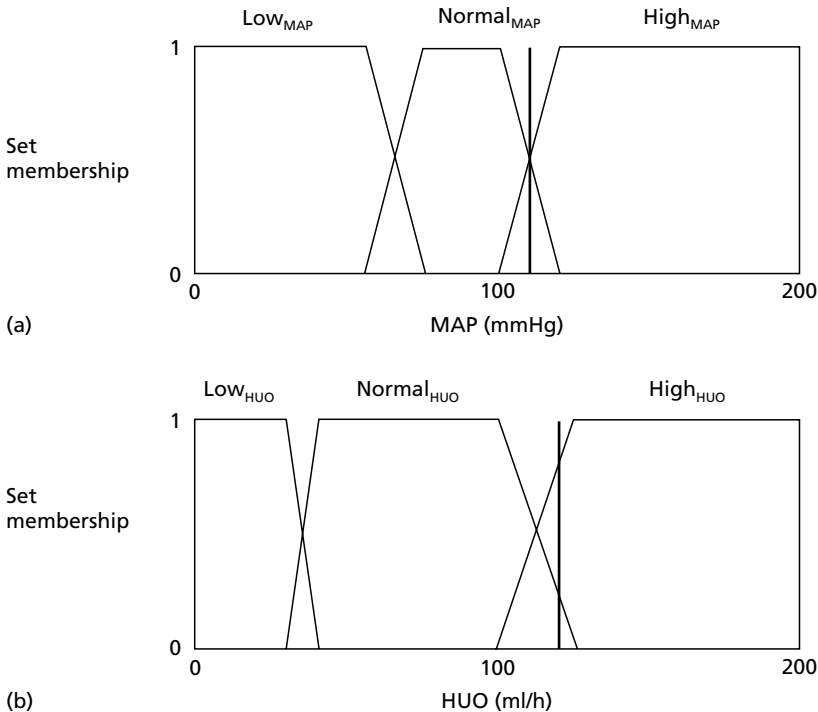 Low_MAP Normal_MAP High_MAP
1
Set
membership
0
0 100 200
(a) MAP (mmHg)
Low_HUO Normal_HUO High_HUO
1
Set
membership
0
0 100 200
(b) HUO (ml/h)